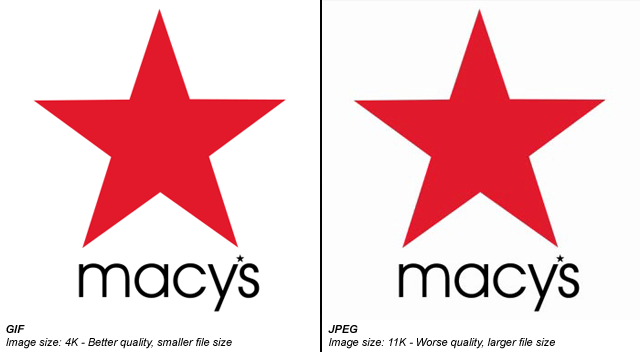 macy's
GIF
Image size: 4K - Better quality, smaller file size
macy's
JPEG
Image size: 11K - Worse quality, larger file size